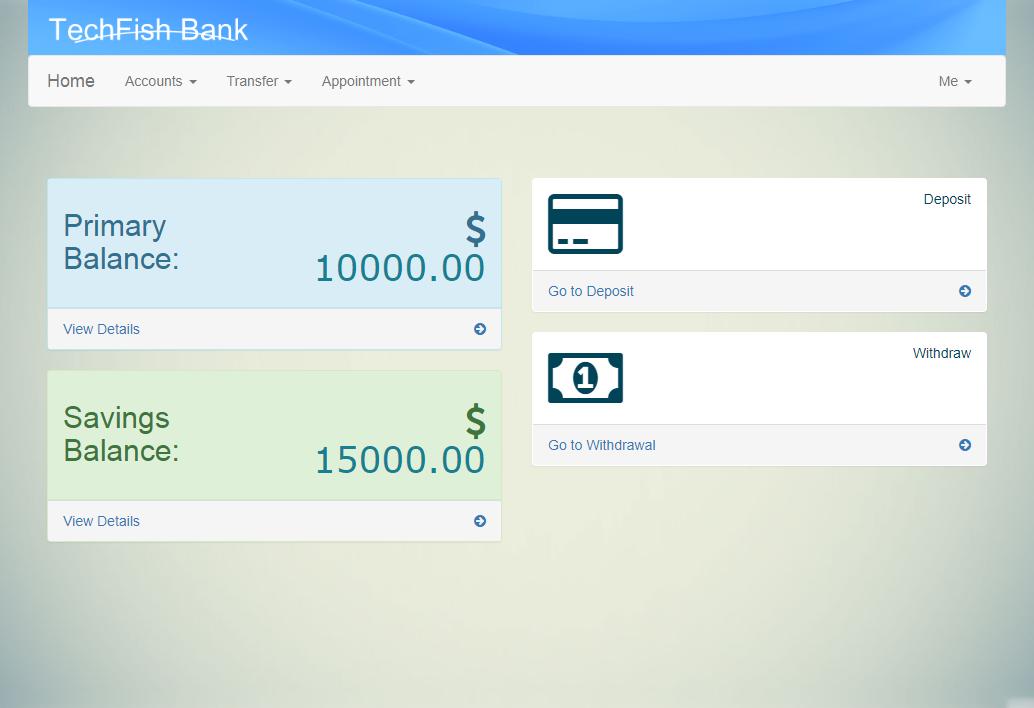 TechFish Bank
Home Accounts Transfer Appointment Me
Primary
Balance:
$
10000.00
View Details
Savings
Balance:
$
15000.00
View Details
Deposit
Go to Deposit
1
Withdraw
Go to Withdrawal